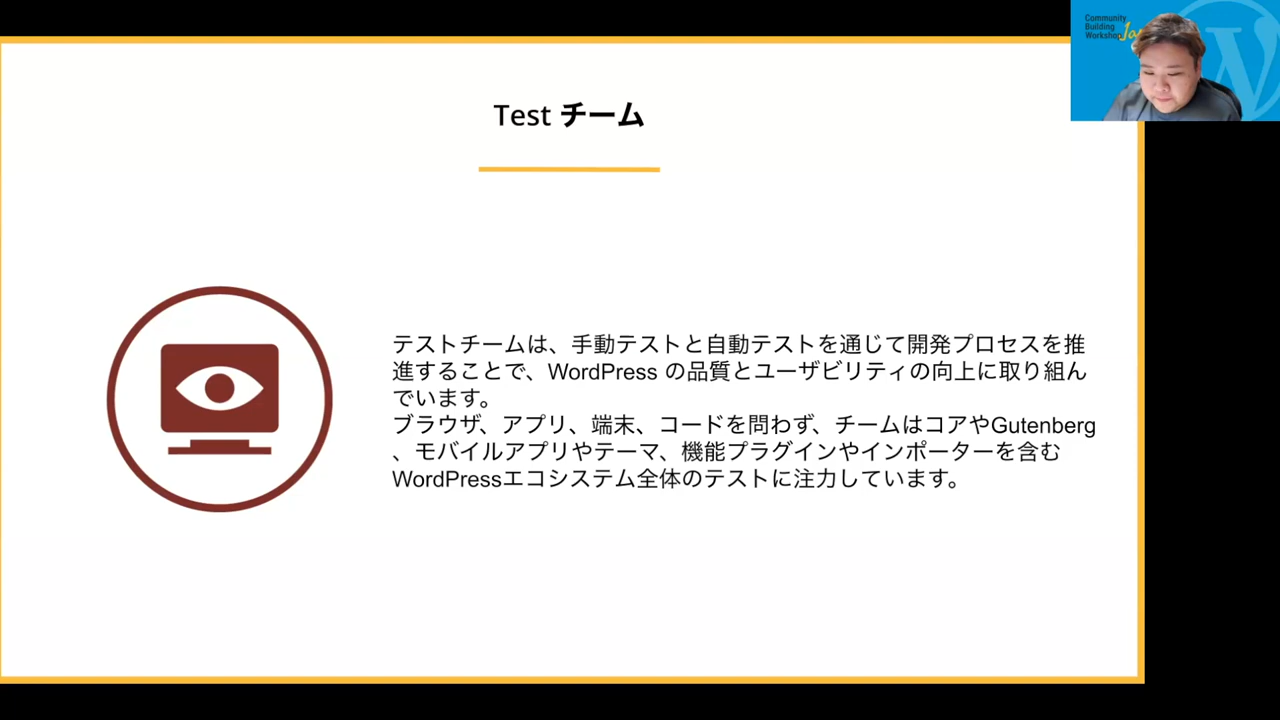 Community
Building
Workshop
Test チーム
テストチームは、手動テストと自動テストを通じて開発プロセスを推
進することで、WordPress の品質とユーザビリティの向上に取り組ん
でいます。
ブラウザ、アプリ、端末、コードを問わず、チームはコアやGutenberg
、モバイルアプリやテーマ、機能プラグインやインポーターを含む
WordPressエコシステム全体のテストに注力しています。